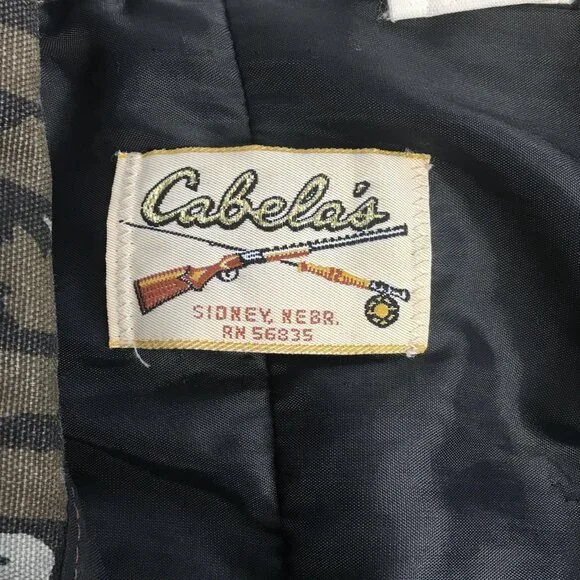 Cabela's
SIDNEY, NEBR.
RN 56835